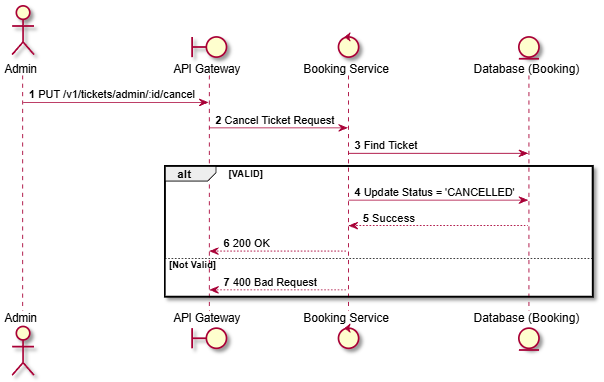 Admin
API Gateway
Booking Service
Database (Booking)
1 PUT /v1/tickets/admin/:id/cancel
2 Cancel Ticket Request
3 Find Ticket
alt [VALID]
4 Update Status = 'CANCELLED'
5 Success
6 200 OK
[Not Valid]
7 400 Bad Request
Admin
API Gateway
Booking Service
Database (Booking)